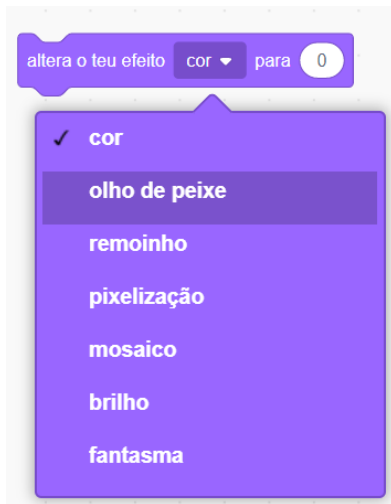 altera o teu efeito cor para 0
cor
olho de peixe
remoinho
pixelização
mosaico
brilho
fantasma